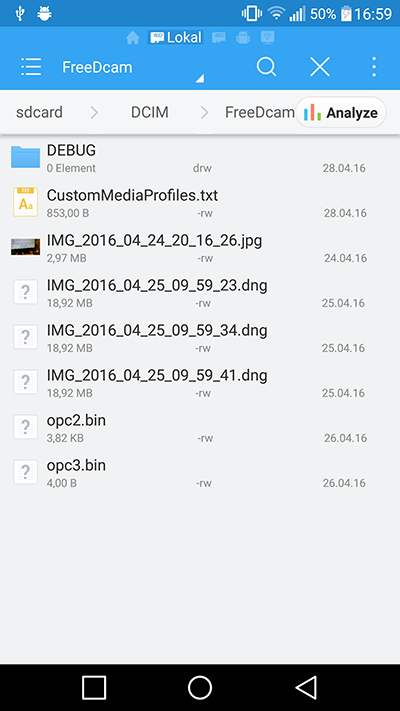 50% 16:59
Lokal
FreeDcam
sdcard DCIM FreeDcam Analyze
DEBUG
0 Element drw 28.04.16
CustomMediaProfiles.txt
853,00 B -rw 28.04.16
IMG_2016_04_24_20_16_26.jpg
2,97 MB -rw 24.04.16
IMG_2016_04_25_09_59_23.dng
18,92 MB -rw 25.04.16
IMG_2016_04_25_09_59_34.dng
18,92 MB -rw 25.04.16
IMG_2016_04_25_09_59_41.dng
18,92 MB -rw 25.04.16
opc2.bin
3,82 KB -rw 26.04.16
opc3.bin
4,00 B -rw 26.04.16